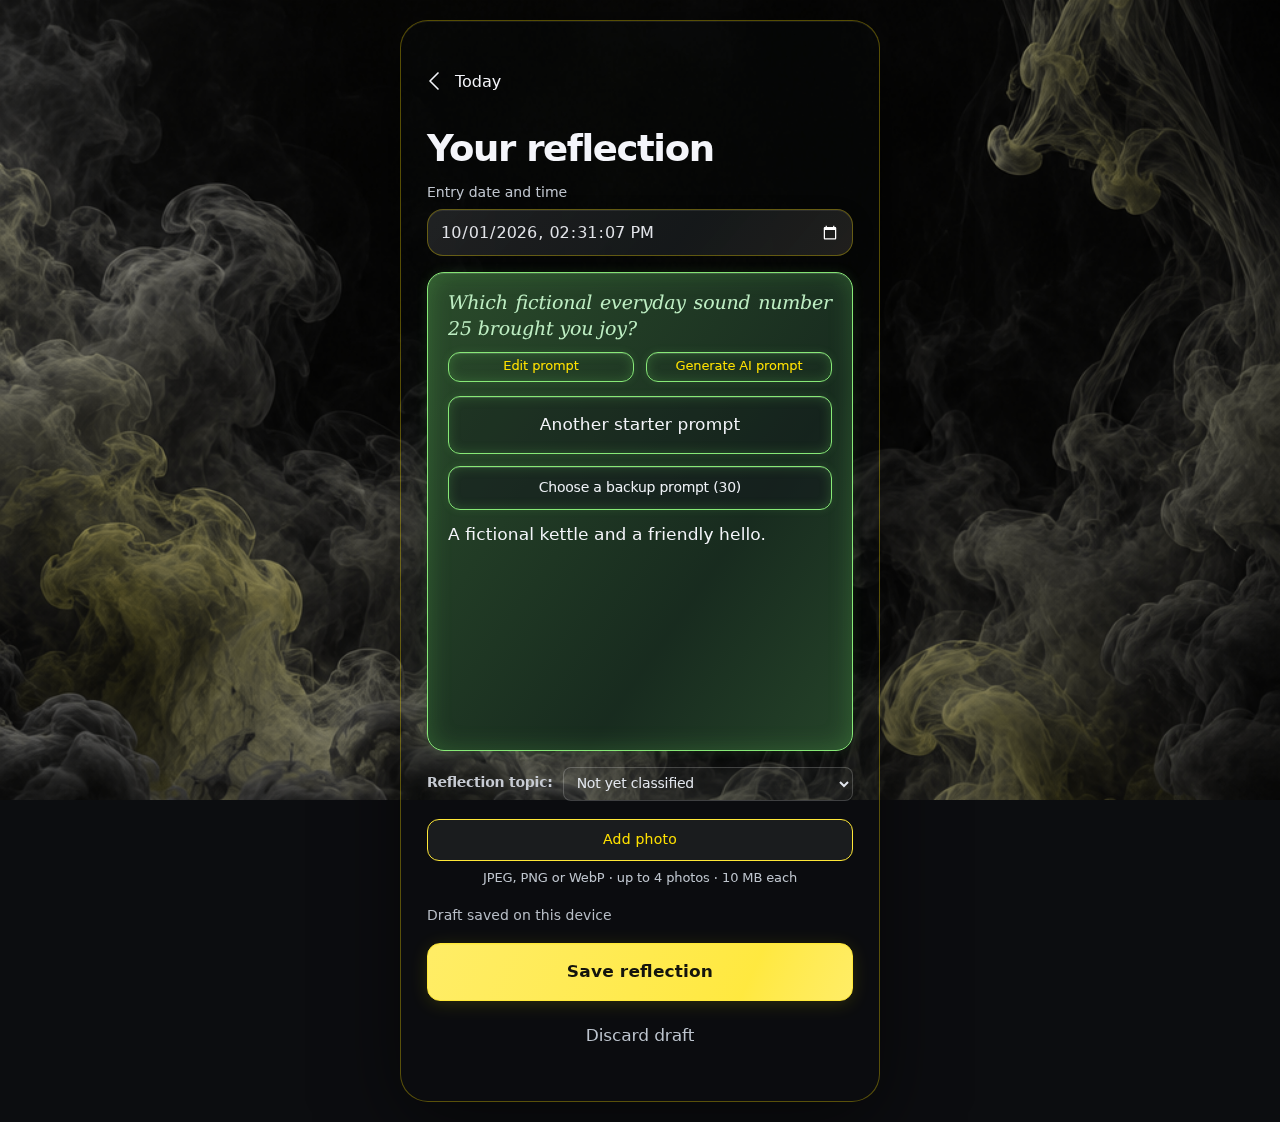 Today
Your reflection
Entry date and time
10/01/2026, 02:31:07 PM
Which fictional everyday sound number
25 brought you joy?
Edit prompt
Generate AI prompt
Another starter prompt
Choose a backup prompt (30)
A fictional kettle and a friendly hello.
Reflection topic:
Not yet classified
Add photo
JPEG, PNG or WebP · up to 4 photos · 10 MB each
Draft saved on this device
Save reflection
Discard draft